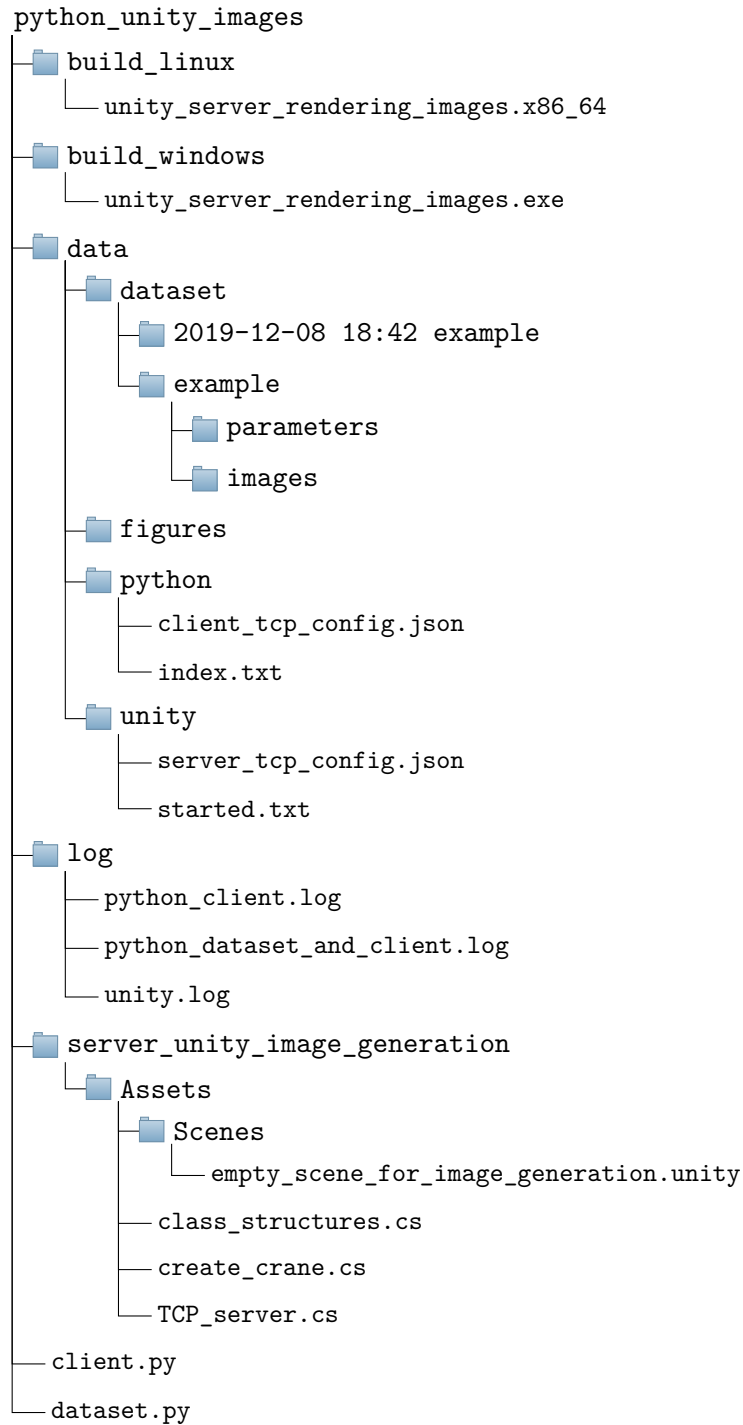 python_unity_images
build_linux
unity_server_rendering_images.x86_64
build_windows
unity_server_rendering_images.exe
data
dataset
2019-12-08 18:42 example
example
parameters
images
figures
python
client_tcp_config.json
index.txt
unity
server_tcp_config.json
started.txt
log
python_client.log
python_dataset_and_client.log
unity.log
server_unity_image_generation
Assets
Scenes
empty_scene_for_image_generation.unity
class_structures.cs
create_crane.cs
TCP_server.cs
client.py
dataset.py